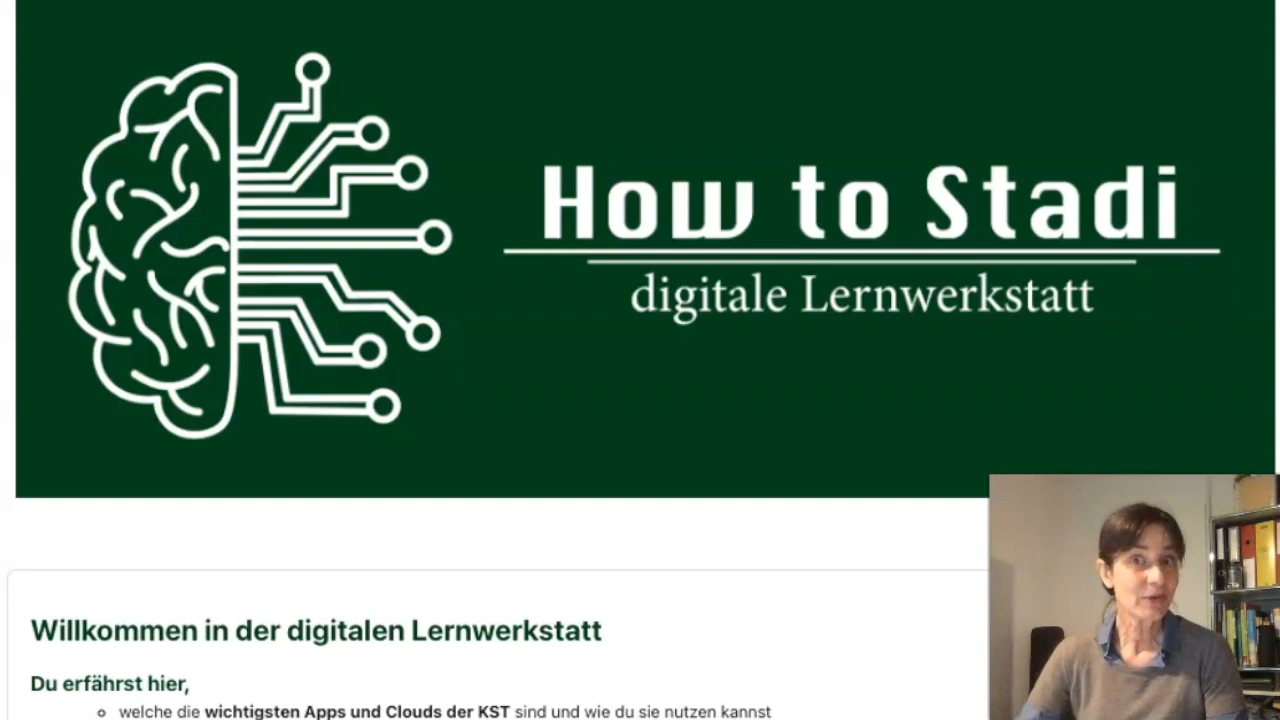 How to Stadi
digitale Lernwerkstatt
Willkommen in der digitalen Lernwerkstatt
Du erfährst hier,
welche die wichtigsten Apps und Clouds der KST sind und wie du sie nutzen kannst